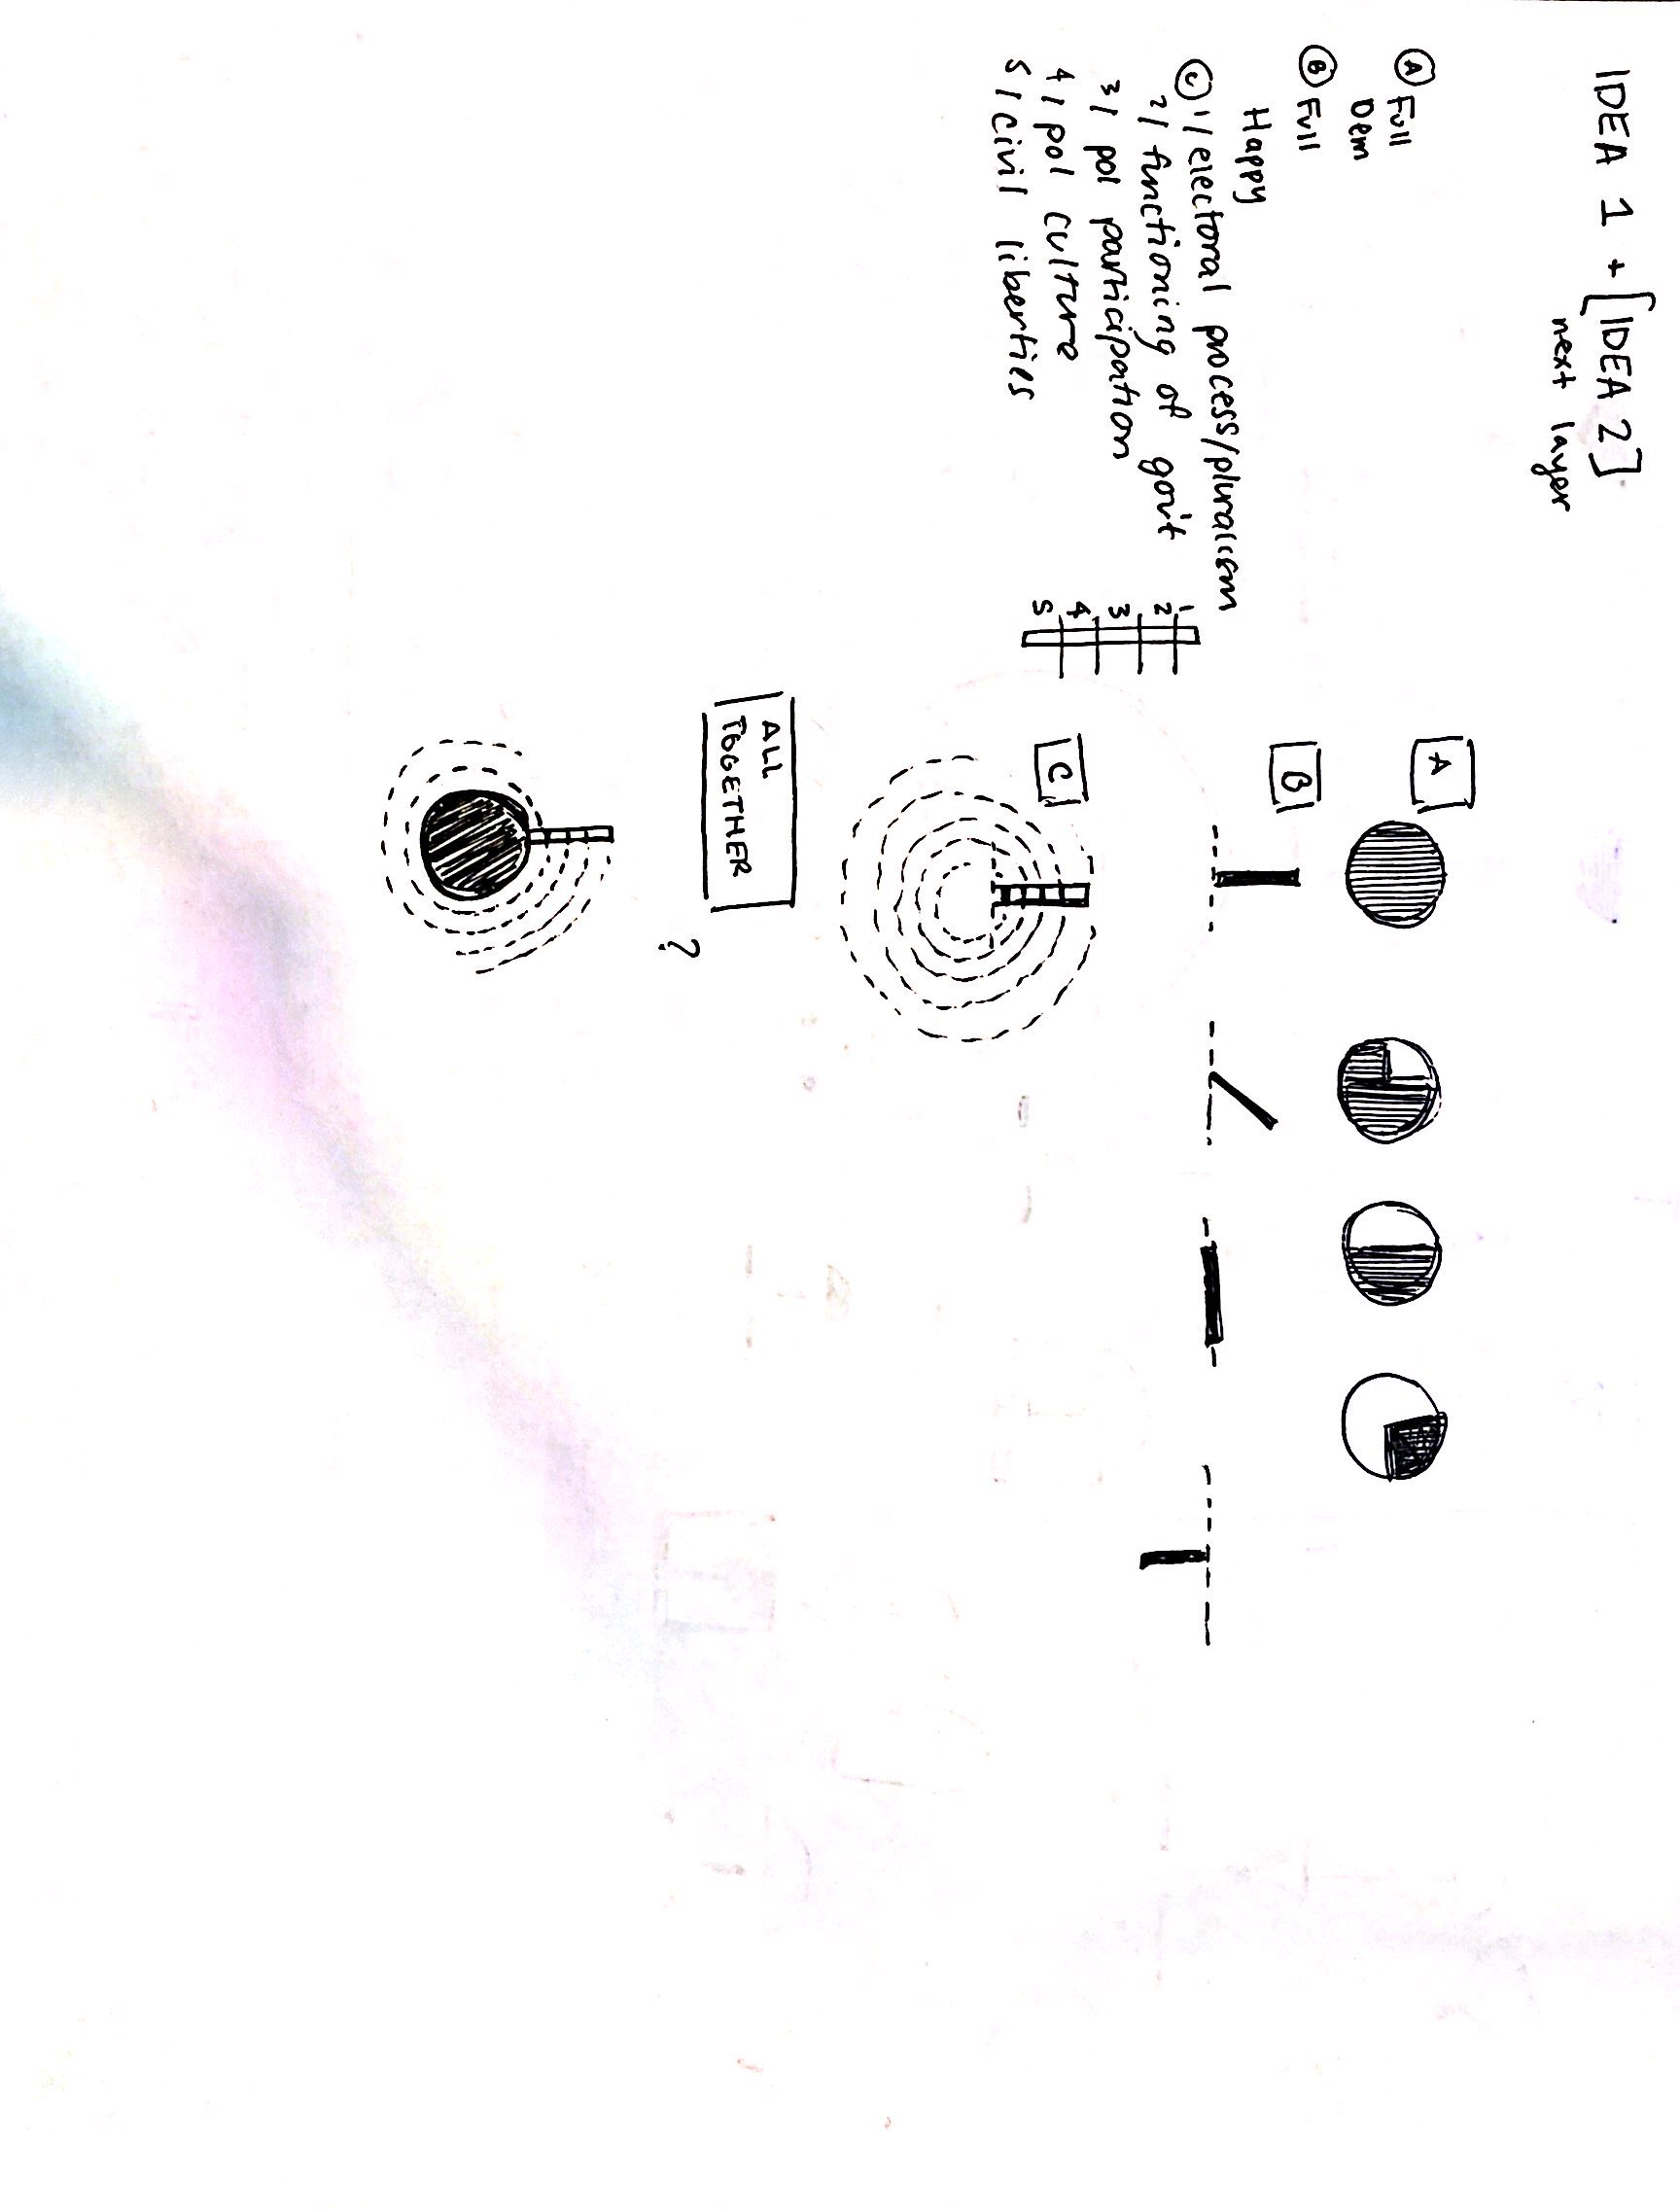 IDEA 1 + [IDEA 2]
next layer
A Full
Dem
B Full
Happy
C 1/ electoral process/pluralism
2/ functioning of gov't
3/ pol participation
4/ pol culture
5/ civil liberties
1
2
3
4
5
A
B
C
ALL
TOGETHER
?